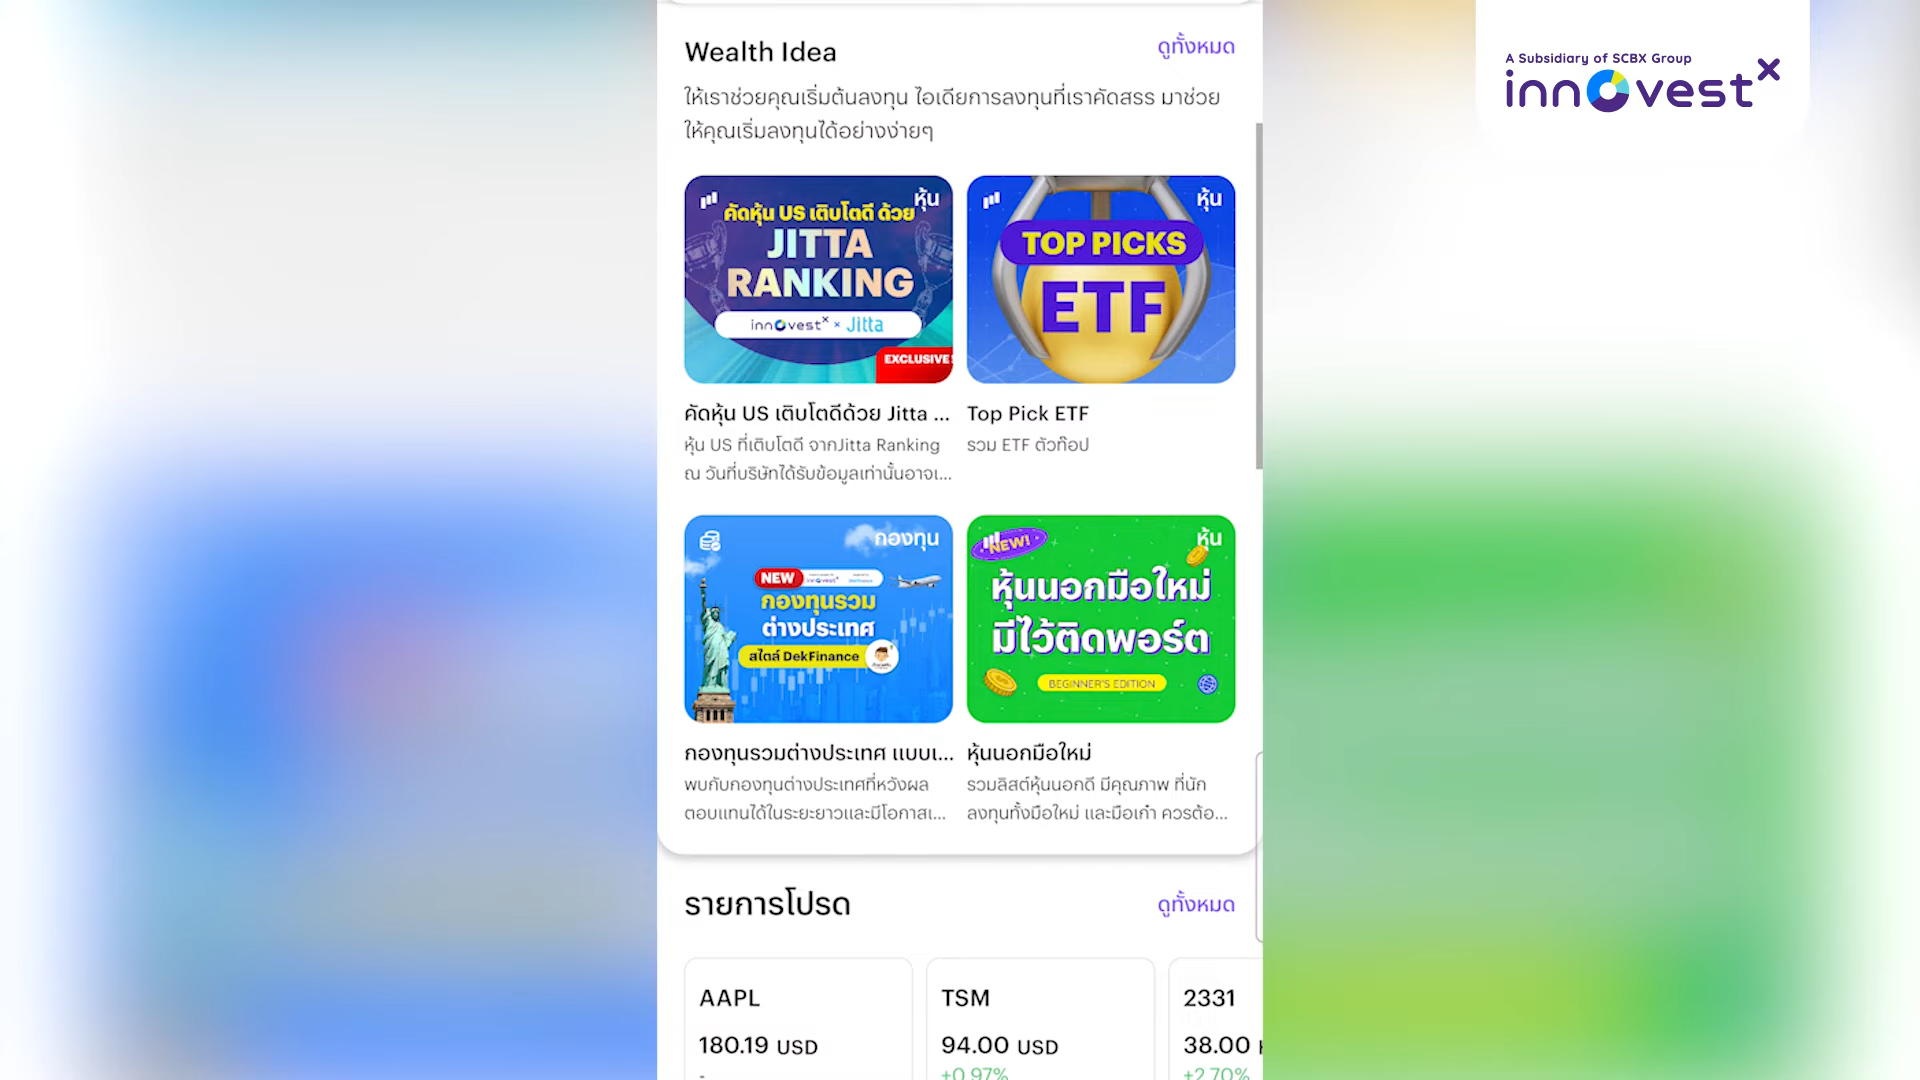 A Subsidiary of SCBX Group
innovestx
Wealth Idea
ดูทั้งหมด
ให้เราช่วยคุณเริ่มต้นลงทุน ไอเดียการลงทุนที่เราคัดสรร มาช่วย
ให้คุณเริ่มลงทุนได้อย่างง่ายๆ
หุ้น
คัดหุ้น US เติบโตดี ด้วย
JITTA
RANKING
innovestx × Jitta
EXCLUSIVE
หุ้น
TOP PICKS
ETF
คัดหุ้น US เติบโตดีด้วย Jitta ...
หุ้น US ที่เติบโตดี จากJitta Ranking
ณ วันที่บริษัทได้รับข้อมูลเท่านั้นอาจเ...
Top Pick ETF
รวม ETF ตัวท๊อป
กองทุน
NEW
กองทุนรวม
ต่างประเทศ
สไตล์ DekFinance
NEW!
หุ้น
หุ้นนอกมือใหม่
มีไว้ติดพอร์ต
BEGINNER'S EDITION
กองทุนรวมต่างประเทศ แบบเ...
พบกับกองทุนต่างประเทศที่หวังผล
ตอบแทนได้ในระยะยาวและมีโอกาสเ...
หุ้นนอกมือใหม่
รวมลิสต์หุ้นนอกดี มีคุณภาพ ที่นัก
ลงทุนทั้งมือใหม่ และมือเก๋า ควรต้อ...
รายการโปรด
ดูทั้งหมด
AAPL
180.19 USD
-
TSM
94.00 USD
+0.97%
2331
38.00
+2.70%